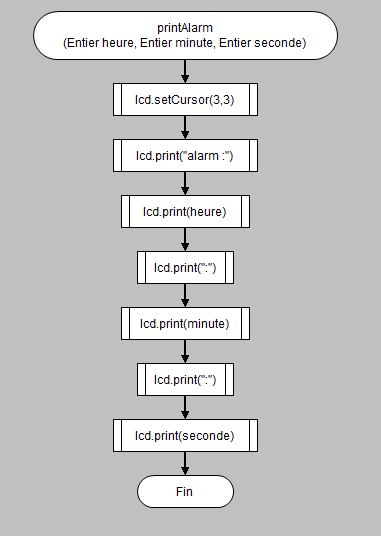 printAlarm
(Entier heure, Entier minute, Entier seconde)
lcd.setCursor(3,3)
lcd.print("alarm :")
lcd.print(heure)
lcd.print(":")
lcd.print(minute)
lcd.print(":")
lcd.print(seconde)
Fin